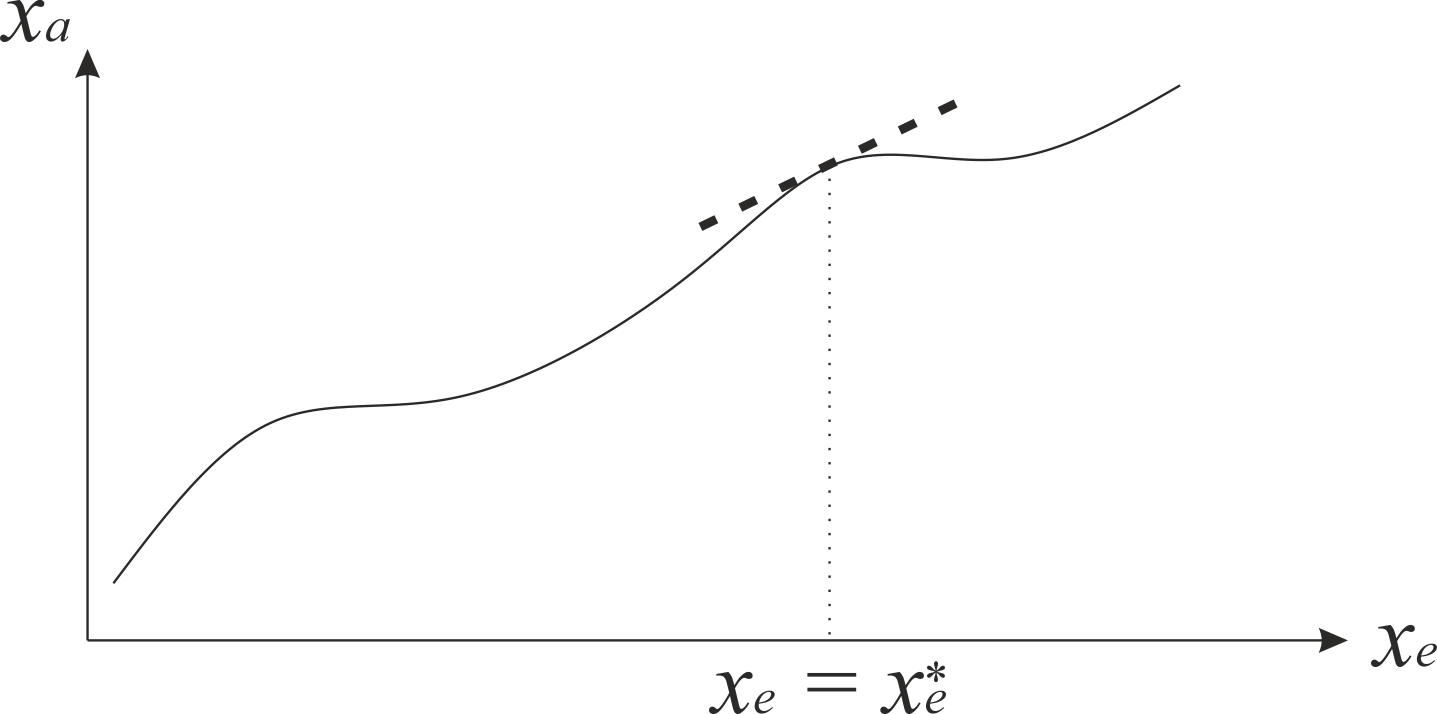 xa
xe
xe = xe*